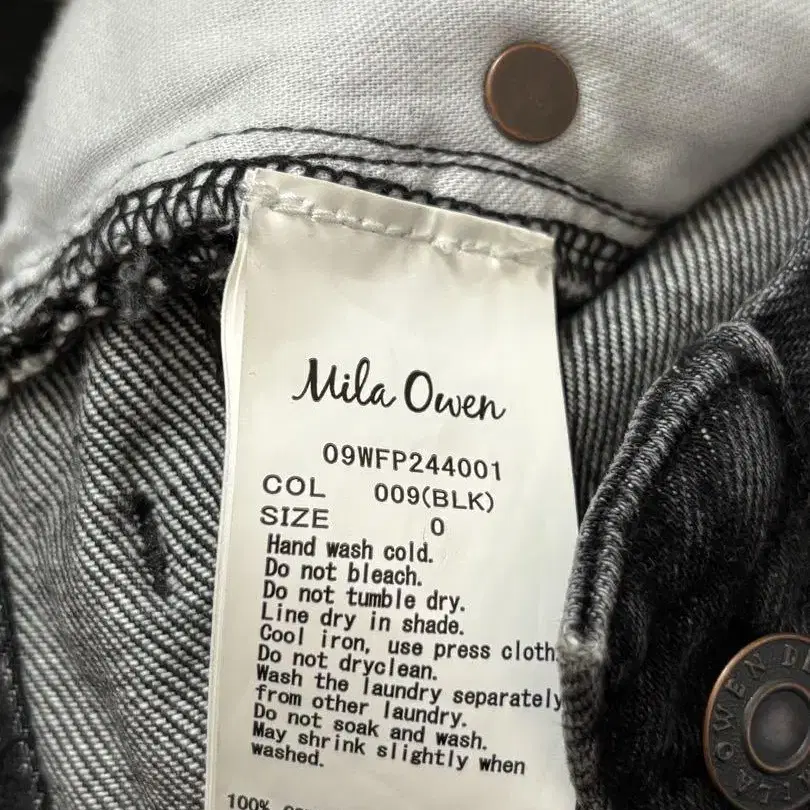 Mila Owen
09WFP244001
COL 009(BLK)
SIZE 0
Hand wash cold.
Do not bleach.
Do not tumble dry.
Line dry in shade.
Cool iron, use press cloth.
Do not dryclean.
Wash the laundry separately
from other laundry.
Do not soak and wash.
May shrink slightly when
washed.
100%
OWEN